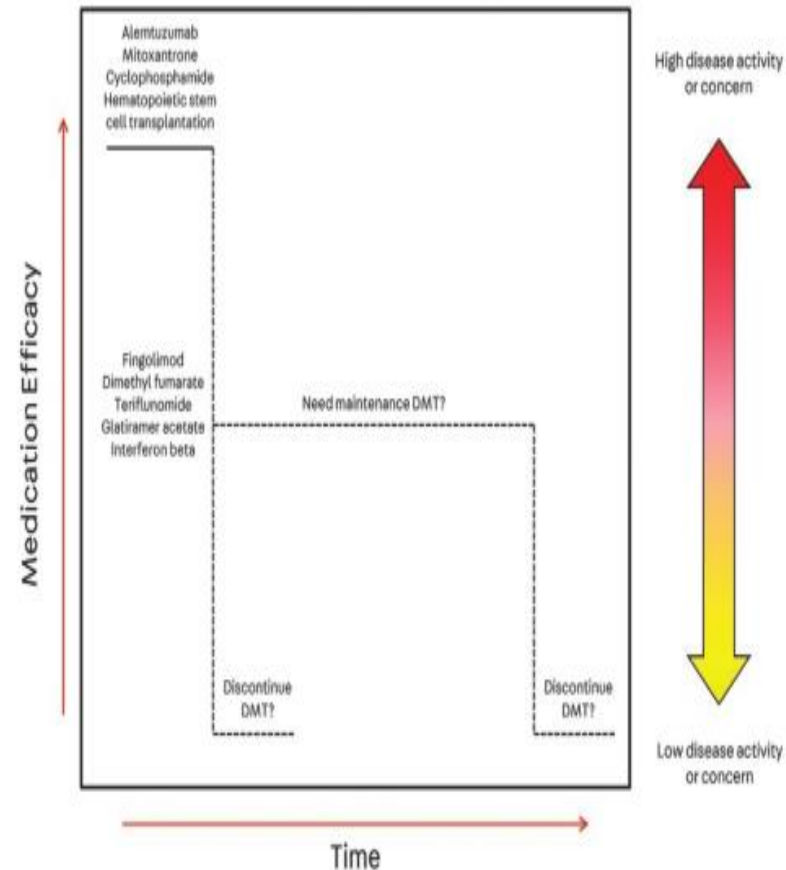 Alemtuzumab
Mitoxantrone
Cyclophosphamide
Hematopoietic stem
cell transplantation
High disease activity
or concern
Medication Efficacy
Fingolimod
Dimethyl fumarate
Teriflunomide
Glatiramer acetate
Interferon beta
Need maintenance DMT?
Discontinue
DMT?
Discontinue
DMT?
Low disease activity
or concern
Time